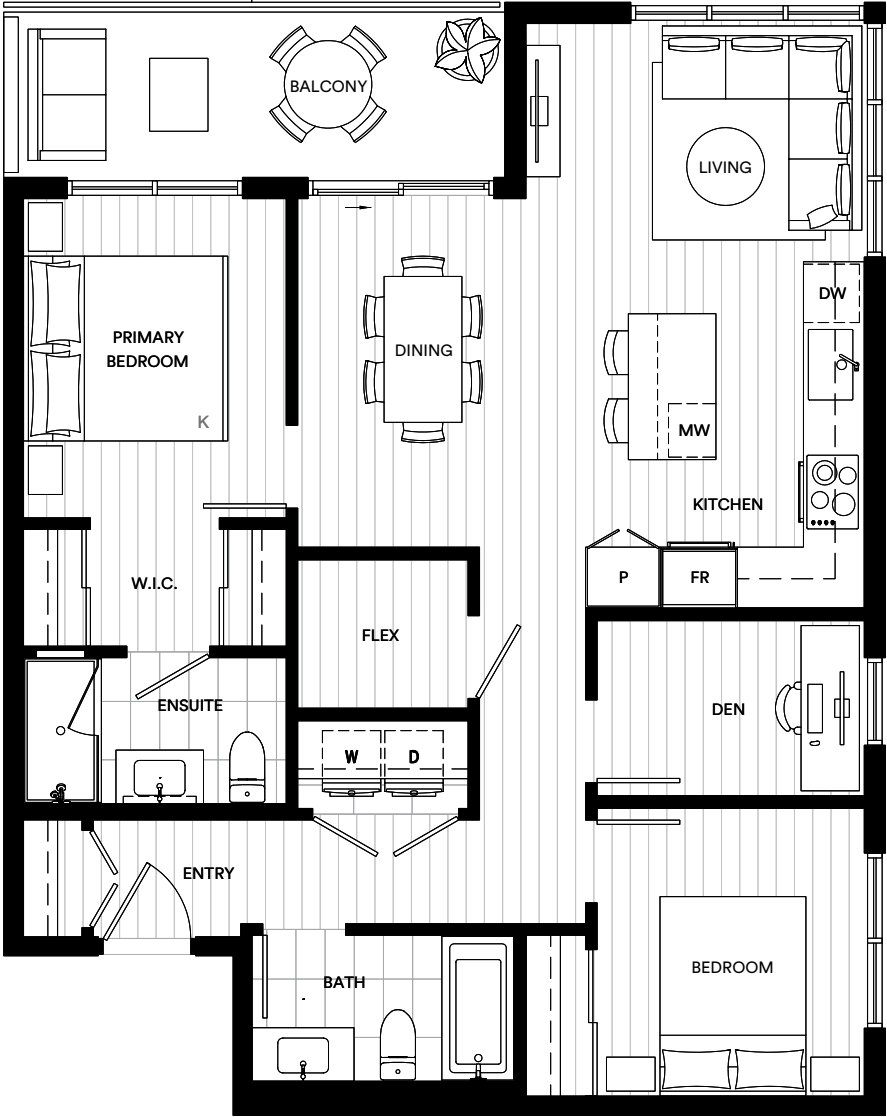 BALCONY
LIVING
DW
PRIMARY
BEDROOM
DINING
K
MW
KITCHEN
P
FR
W.I.C.
FLEX
ENSUITE
DEN
W
D
ENTRY
BEDROOM
BATH